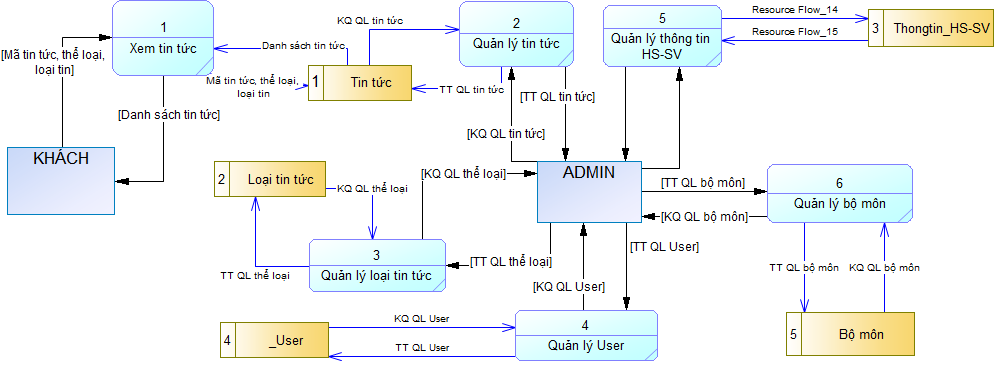 1
Xem tin tức
[Mã tin tức, thể loại,
loại tin]
[Danh sách tin tức]
KHÁCH
KQ QL tin tức
Danh sách tin tức
Mã tin tức, thể loại,
loại tin
1
Tin tức
TT QL tin tức
2
Quản lý tin tức
[TT QL tin tức]
[KQ QL tin tức]
5
Quản lý thông tin
HS-SV
Resource Flow_14
Resource Flow_15
3
Thongtin_HS-SV
2
Loại tin tức
KQ QL thể loại
[KQ QL thể loại]
ADMIN
[TT QL bộ môn]
[KQ QL bộ môn]
6
Quản lý bộ môn
3
Quản lý loại tin tức
TT QL thể loại
[TT QL thể loại]
[TT QL User]
[KQ QL User]
TT QL bộ môn
KQ QL bộ môn
4
_User
KQ QL User
TT QL User
4
Quản lý User
5
Bộ môn